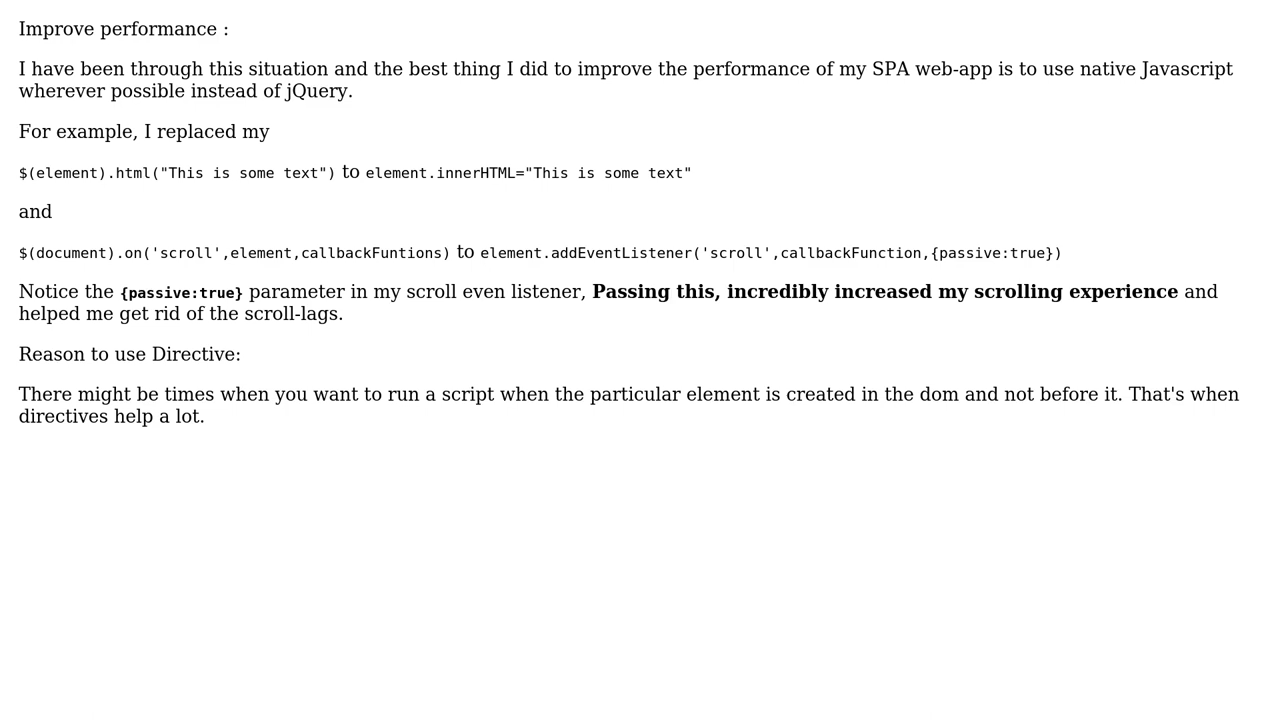 Improve performance :
I have been through this situation and the best thing I did to improve the performance of my SPA web-app is to use native Javascript
wherever possible instead of jQuery.
For example, I replaced my
$(element).html("This is some text") to element.innerHTML="This is some text"
and
$(document).on('scroll',element,callbackFuntions) to element.addEventListener('scroll',callbackFunction,{passive:true})
Notice the {passive:true} parameter in my scroll even listener, Passing this, incredibly increased my scrolling experience and
helped me get rid of the scroll-lags.
Reason to use Directive:
There might be times when you want to run a script when the particular element is created in the dom and not before it. That's when
directives help a lot.